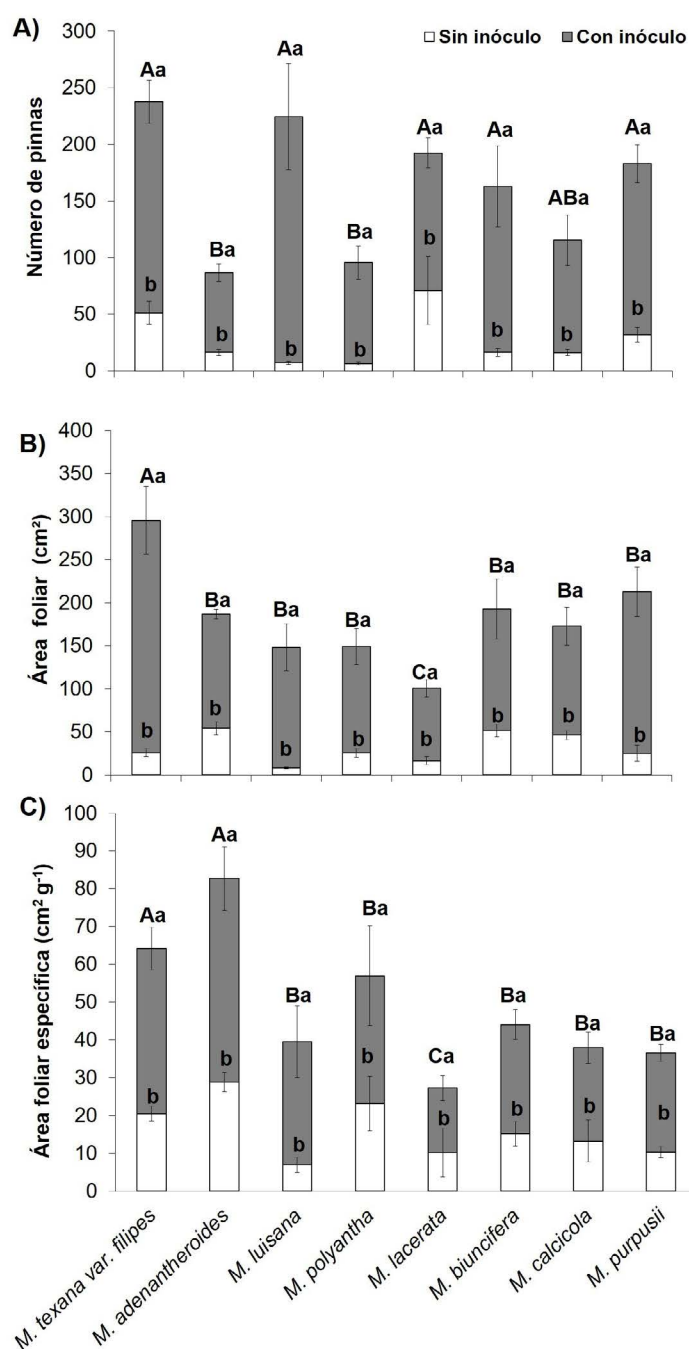 A)
Sin inóculo Con inóculo
Número de pinnas
300
250
200
150
100
50
0
Aa Ba Aa Ba Aa Aa ABa Aa
b b b b b b b b
B)
Área foliar (cm²)
400
350
300
250
200
150
100
50
0
Aa Ba Ba Ba Ca Ba Ba Ba
b b b b b b b b
C)
Área foliar específica (cm² g⁻¹)
100
90
80
70
60
50
40
30
20
10
0
Aa Aa Ba Ba Ca Ba Ba Ba
b b b b b b b b
M. texana var. filipes
M. adenantheroides
M. luisana
M. polyantha
M. lacerata
M. biuncifera
M. calcicola
M. purpusii